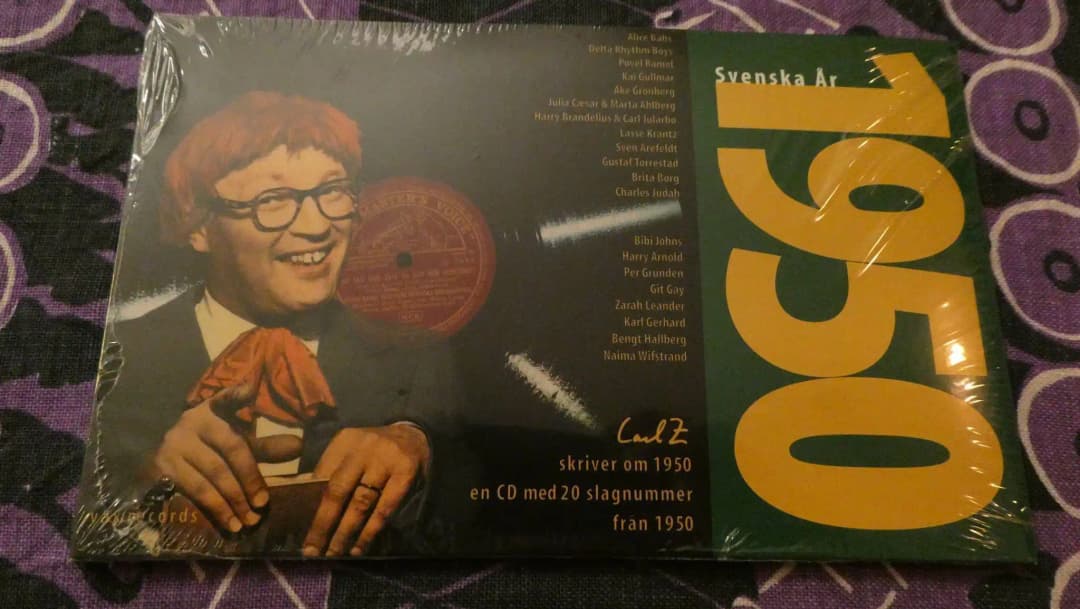 Alice Babs
Delta Rhythm Boys
Povel Ramel
Kai Gullmar
Åke Grönberg
Julia Cæsar & Märta Ahlberg
Harry Brandelius & Carl Jularbo
Lasse Krantz
Sven Arefeldt
Gustaf Torrestad
Brita Borg
Charles Judah
Bibi Johns
Harry Arnold
Per Grundén
Git Gay
Zarah Leander
Karl Gerhard
Bengt Hallberg
Naima Wifstrand
Carl Z
skriver om 1950
en CD med 20 slagnummer
från 1950
Svenska År
1950
VOICE
records